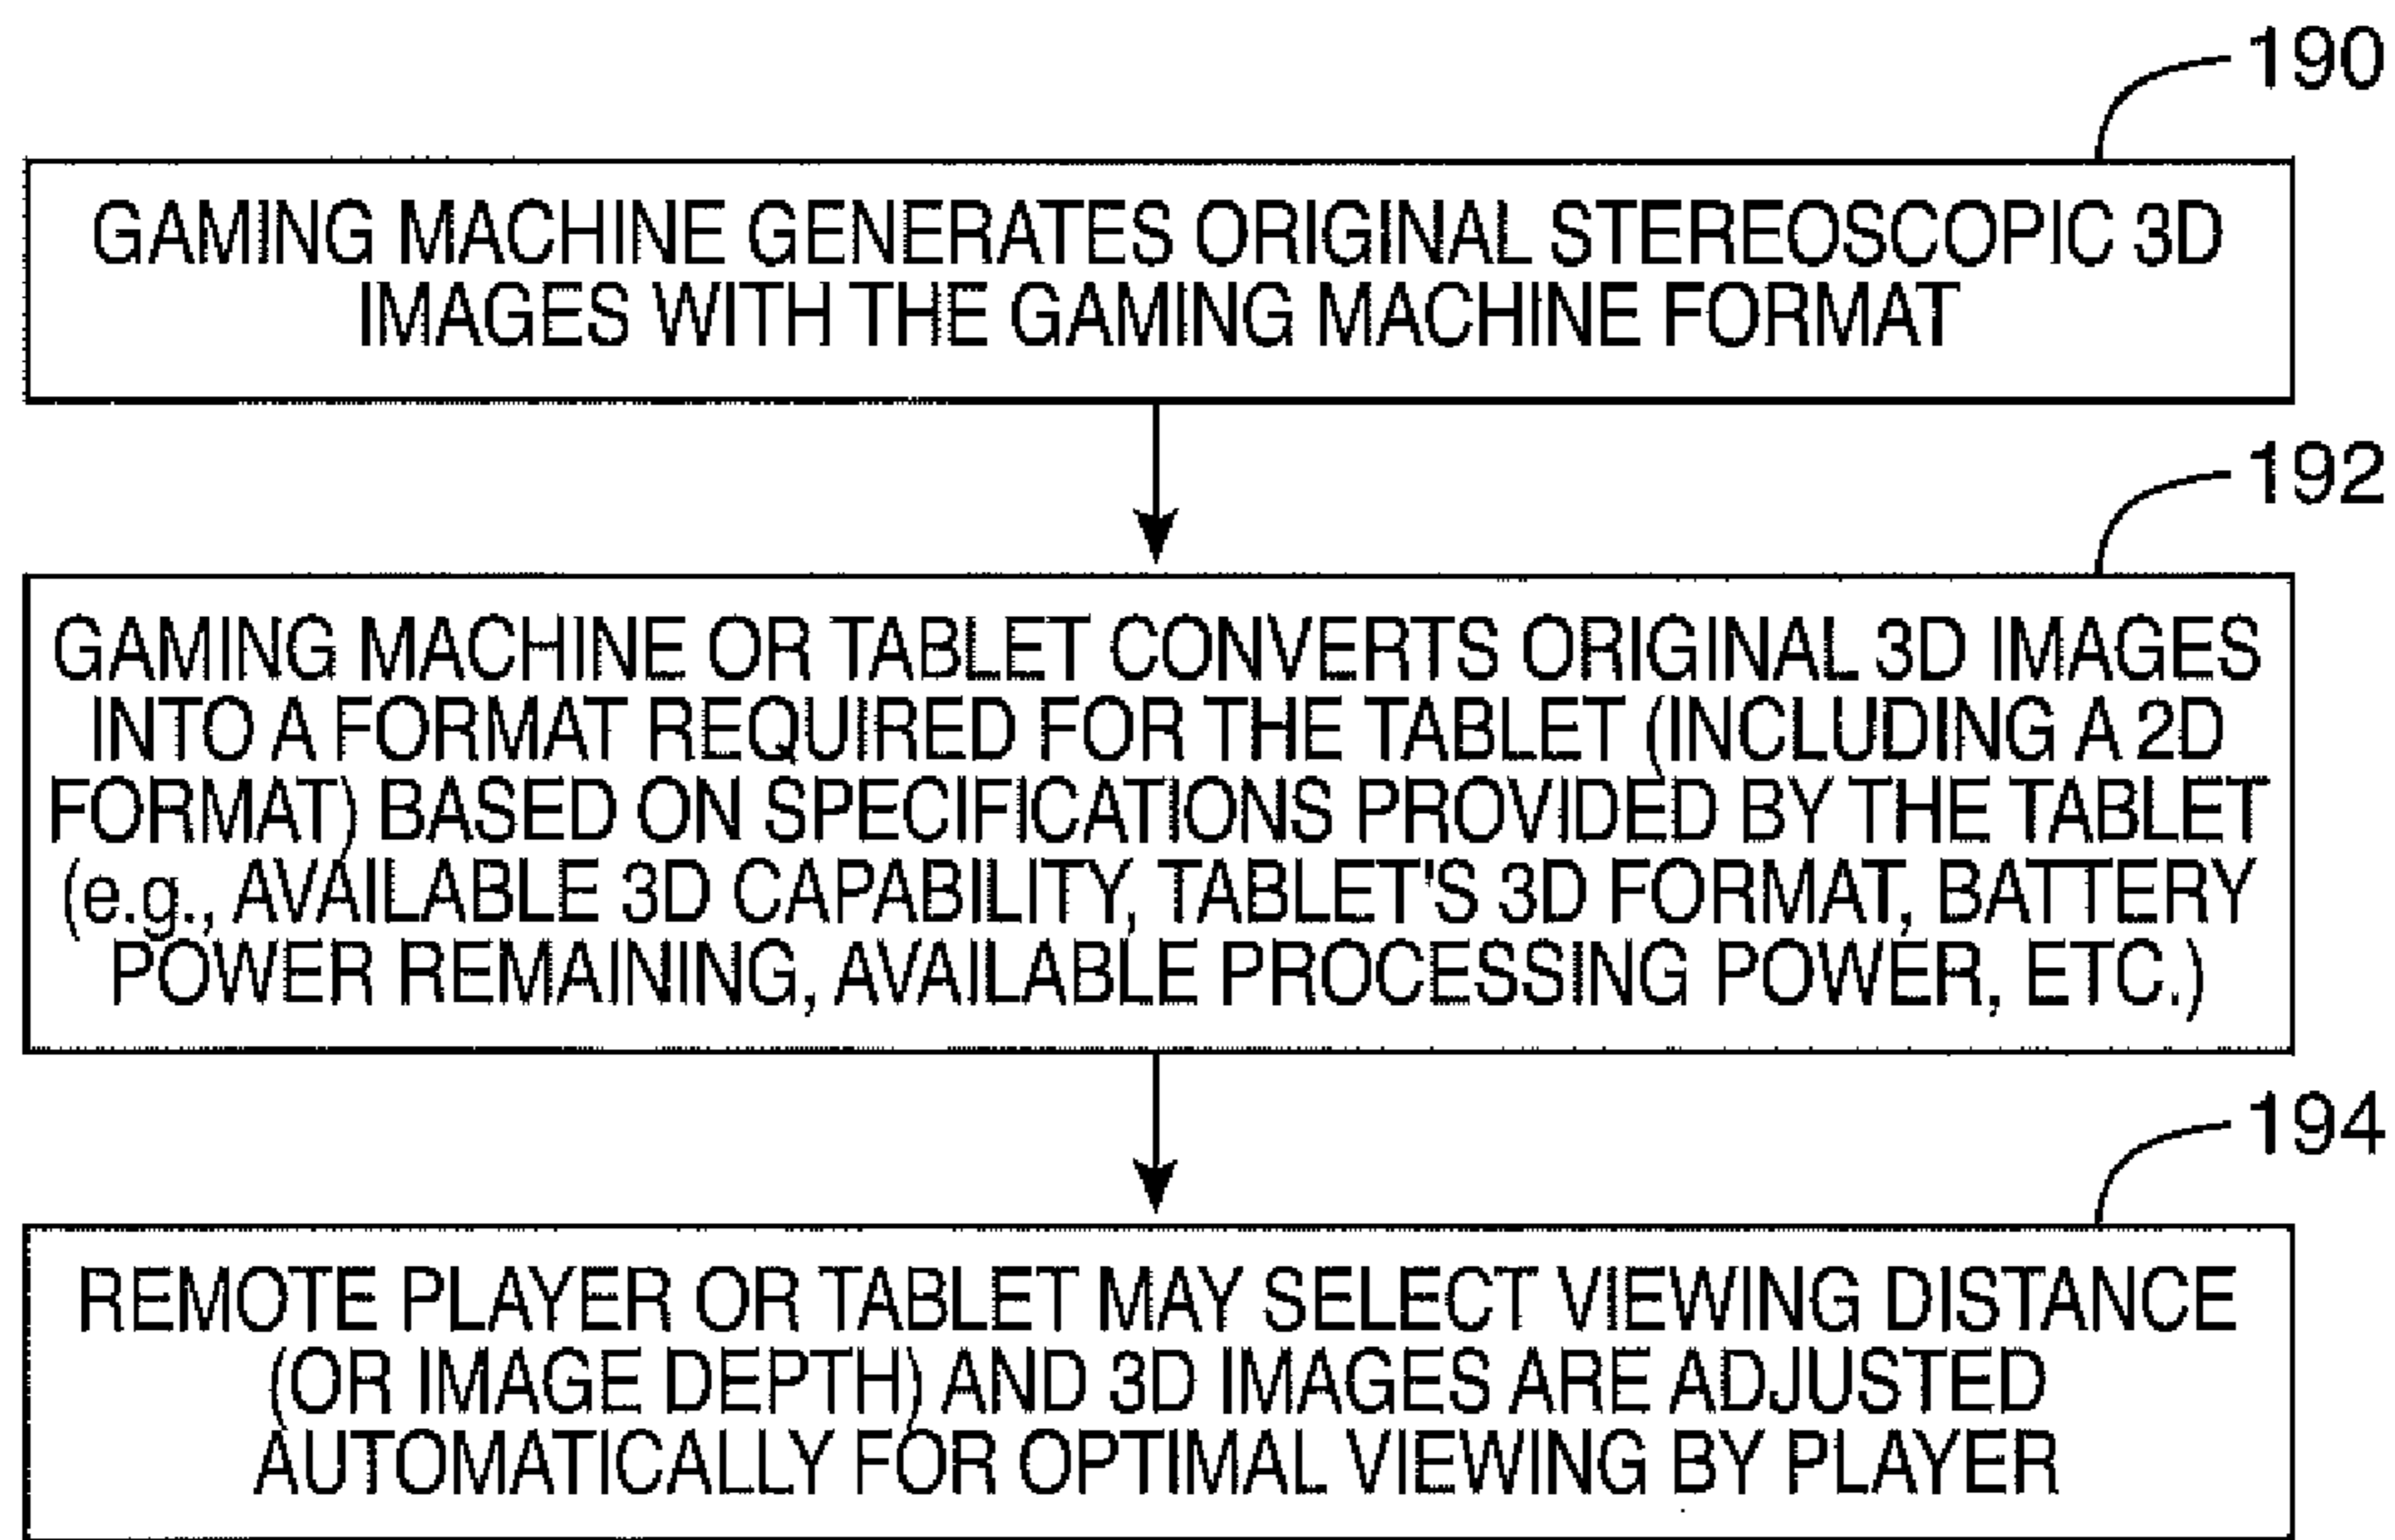 190
GAMING MACHINE GENERATES ORIGINAL STEREOSCOPIC 3D
IMAGES WITH THE GAMING MACHINE FORMAT
192
GAMING MACHINE OR TABLET CONVERTS ORIGINAL 3D IMAGES
INTO A FORMAT REQUIRED FOR THE TABLET (INCLUDING A 2D
FORMAT) BASED ON SPECIFICATIONS PROVIDED BY THE TABLET
(e.g., AVAILABLE 3D CAPABILITY, TABLET'S 3D FORMAT, BATTERY
POWER REMAINING, AVAILABLE PROCESSING POWER, ETC.)
194
REMOTE PLAYER OR TABLET MAY SELECT VIEWING DISTANCE
(OR IMAGE DEPTH) AND 3D IMAGES ARE ADJUSTED
AUTOMATICALLY FOR OPTIMAL VIEWING BY PLAYER